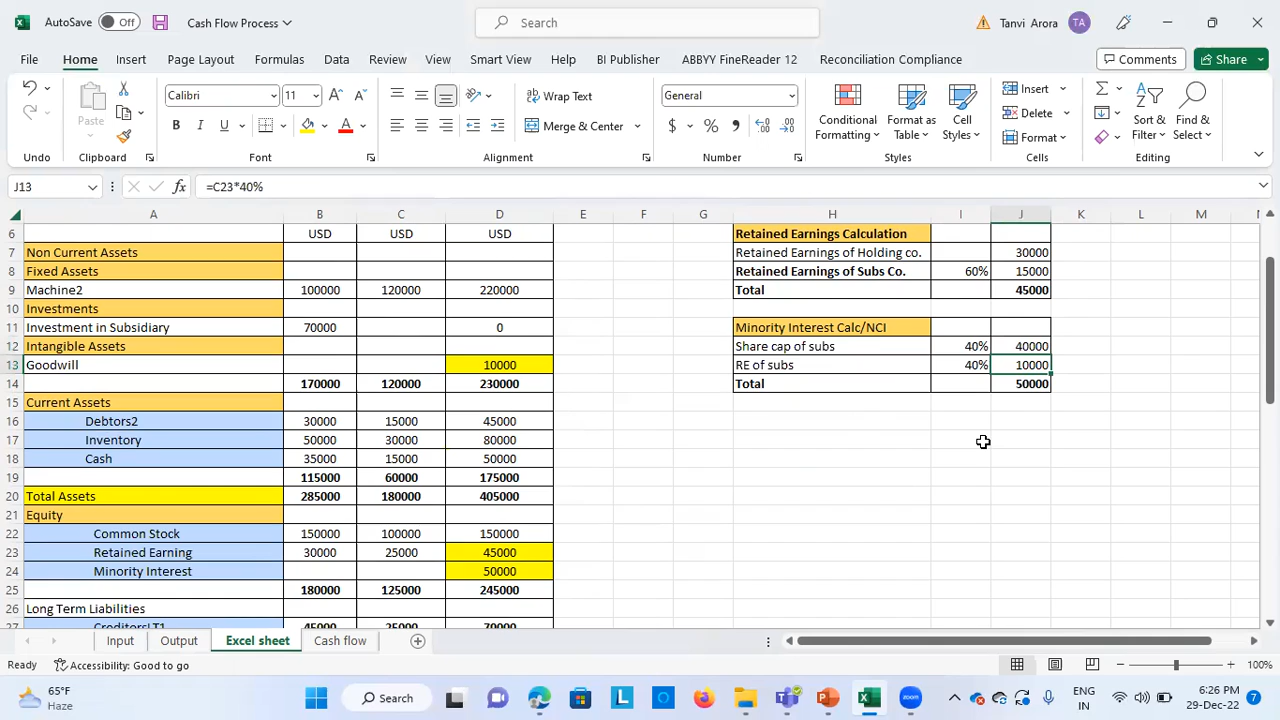 AutoSave Off Cash Flow Process Search Tanvi Arora TA
File Home Insert Page Layout Formulas Data Review View Smart View Help BI Publisher ABBYY FineReader 12 Reconciliation Compliance Comments Share
Calibri 11 Wrap Text General Insert
Paste B I U Merge & Center $ % Conditional Formatting Format as Table Cell Styles Delete Format Sort & Filter Find & Select
Undo Clipboard Font Alignment Number Styles Cells Editing
J13 fx =C23*40%
A B C D E F G H I J K L M N
6 USD USD USD Retained Earnings Calculation
7 Non Current Assets Retained Earnings of Holding co. 30000
8 Fixed Assets Retained Earnings of Subs Co. 60% 15000
9 Machine2 100000 120000 220000 Total 45000
10 Investments
11 Investment in Subsidiary 70000 0 Minority Interest Calc/NCI
12 Intangible Assets Share cap of subs 40% 40000
13 Goodwill 10000 RE of subs 40% 10000
14 170000 120000 230000 Total 50000
15 Current Assets
16 Debtors2 30000 15000 45000
17 Inventory 50000 30000 80000
18 Cash 35000 15000 50000
19 115000 60000 175000
20 Total Assets 285000 180000 405000
21 Equity
22 Common Stock 150000 100000 150000
23 Retained Earning 30000 25000 45000
24 Minority Interest 50000
25 180000 125000 245000
26 Long Term Liabilities
27 Creditors LT1 45000 25000 70000
Input Output Excel sheet Cash flow
Ready Accessibility: Good to go 100%
65°F Haze Search ENG IN 6:26 PM 29-Dec-22 7